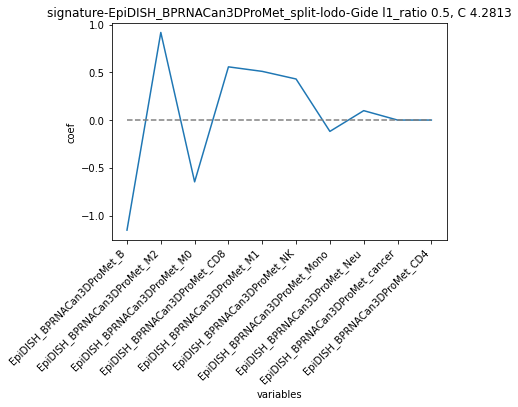 signature-EpiDISH_BPRNACan3DProMet_split-lodo-Gide l1_ratio 0.5, C 4.2813
1.0
0.5
0.0
−0.5
−1.0
coef
EpiDISH_BPRNACan3DProMet_B
EpiDISH_BPRNACan3DProMet_M2
EpiDISH_BPRNACan3DProMet_M0
EpiDISH_BPRNACan3DProMet_CD8
EpiDISH_BPRNACan3DProMet_M1
EpiDISH_BPRNACan3DProMet_NK
EpiDISH_BPRNACan3DProMet_Mono
EpiDISH_BPRNACan3DProMet_Neu
EpiDISH_BPRNACan3DProMet_cancer
EpiDISH_BPRNACan3DProMet_CD4
variables